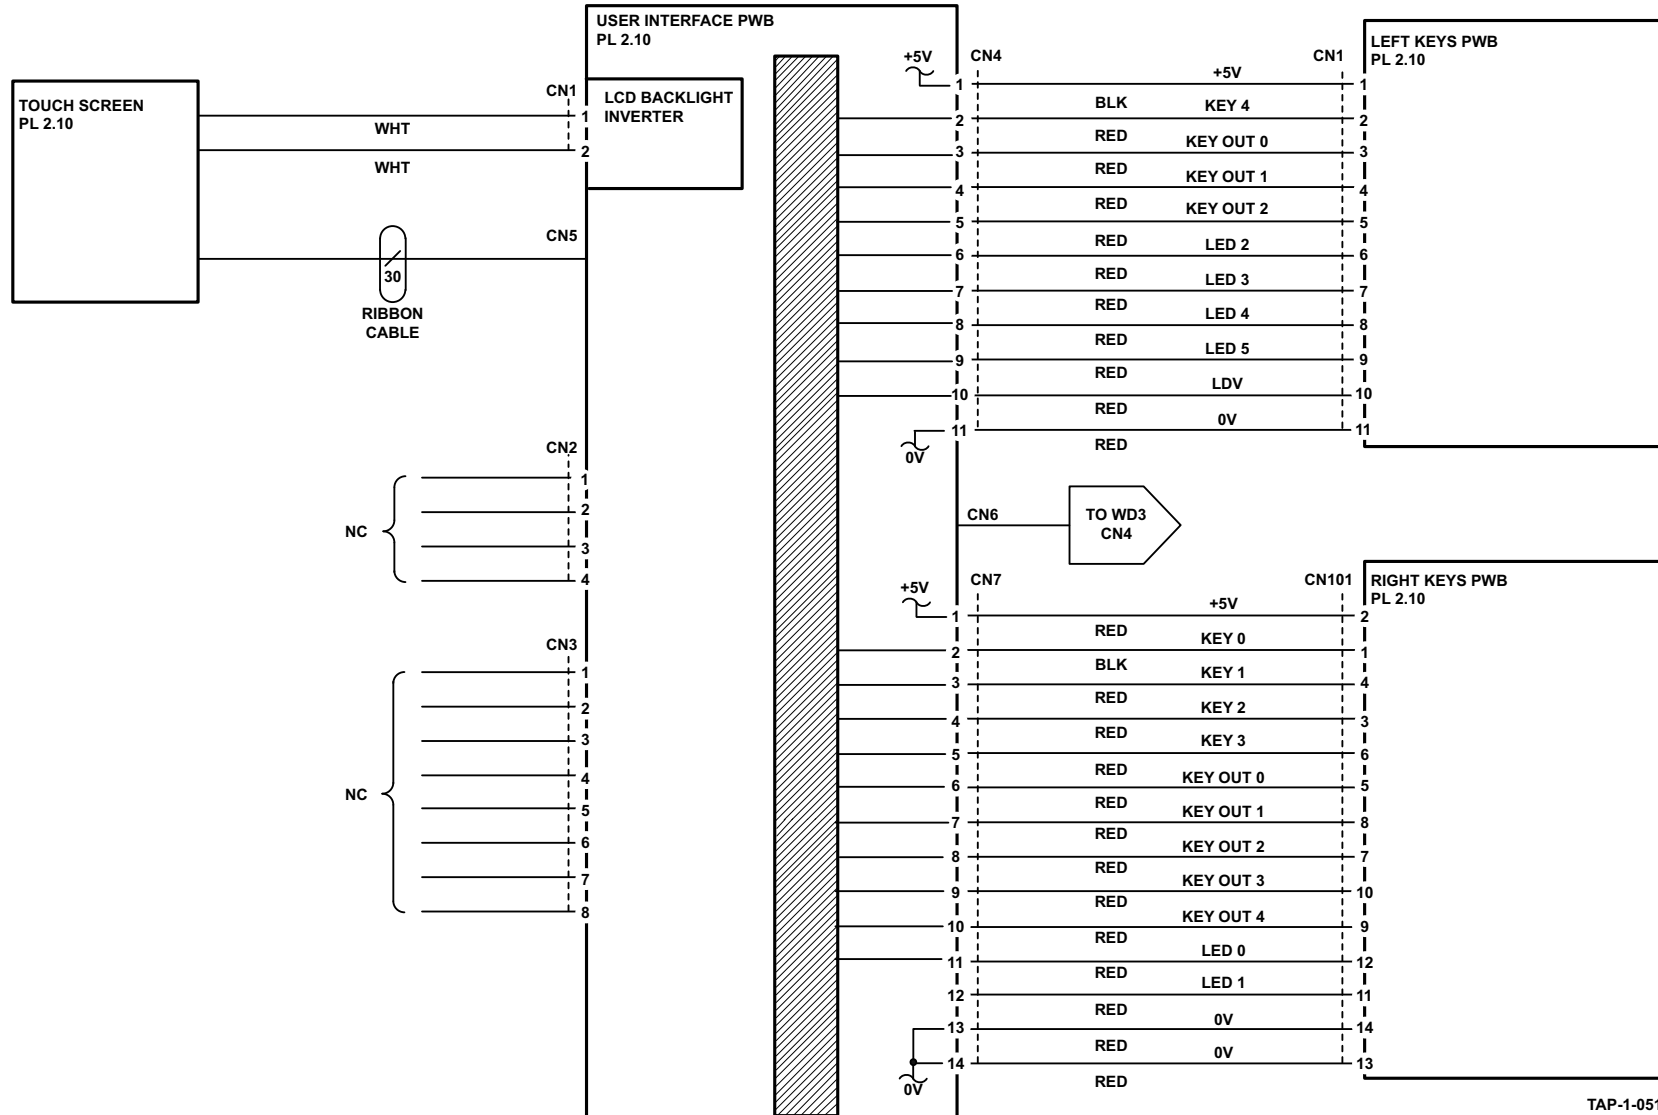 USER INTERFACE PWB
PL 2.10
TOUCH SCREEN
PL 2.10
CN1
1
2
WHT
WHT
LCD BACKLIGHT
INVERTER
CN5
30
RIBBON
CABLE
CN2
1
2
3
4
NC
CN3
1
2
3
4
5
6
7
8
NC
+5V CN4 CN1
LEFT KEYS PWB
PL 2.10
1 +5V 1
BLK
2 KEY 4 2
RED
3 KEY OUT 0 3
RED
4 KEY OUT 1 4
RED
5 KEY OUT 2 5
RED
6 LED 2 6
RED
7 LED 3 7
RED
8 LED 4 8
RED
9 LED 5 9
RED
10 LDV 10
RED
11 0V 11
RED
0V
CN6
TO WD3
CN4
+5V CN7 CN101
RIGHT KEYS PWB
PL 2.10
1 +5V 2
RED
2 KEY 0 1
BLK
3 KEY 1 4
RED
4 KEY 2 3
RED
5 KEY 3 6
RED
6 KEY OUT 0 5
RED
7 KEY OUT 1 8
RED
8 KEY OUT 2 7
RED
9 KEY OUT 3 10
RED
10 KEY OUT 4 9
RED
11 LED 0 12
RED
12 LED 1 11
RED
13 0V 14
RED
14 0V 13
RED
0V
TAP-1-051